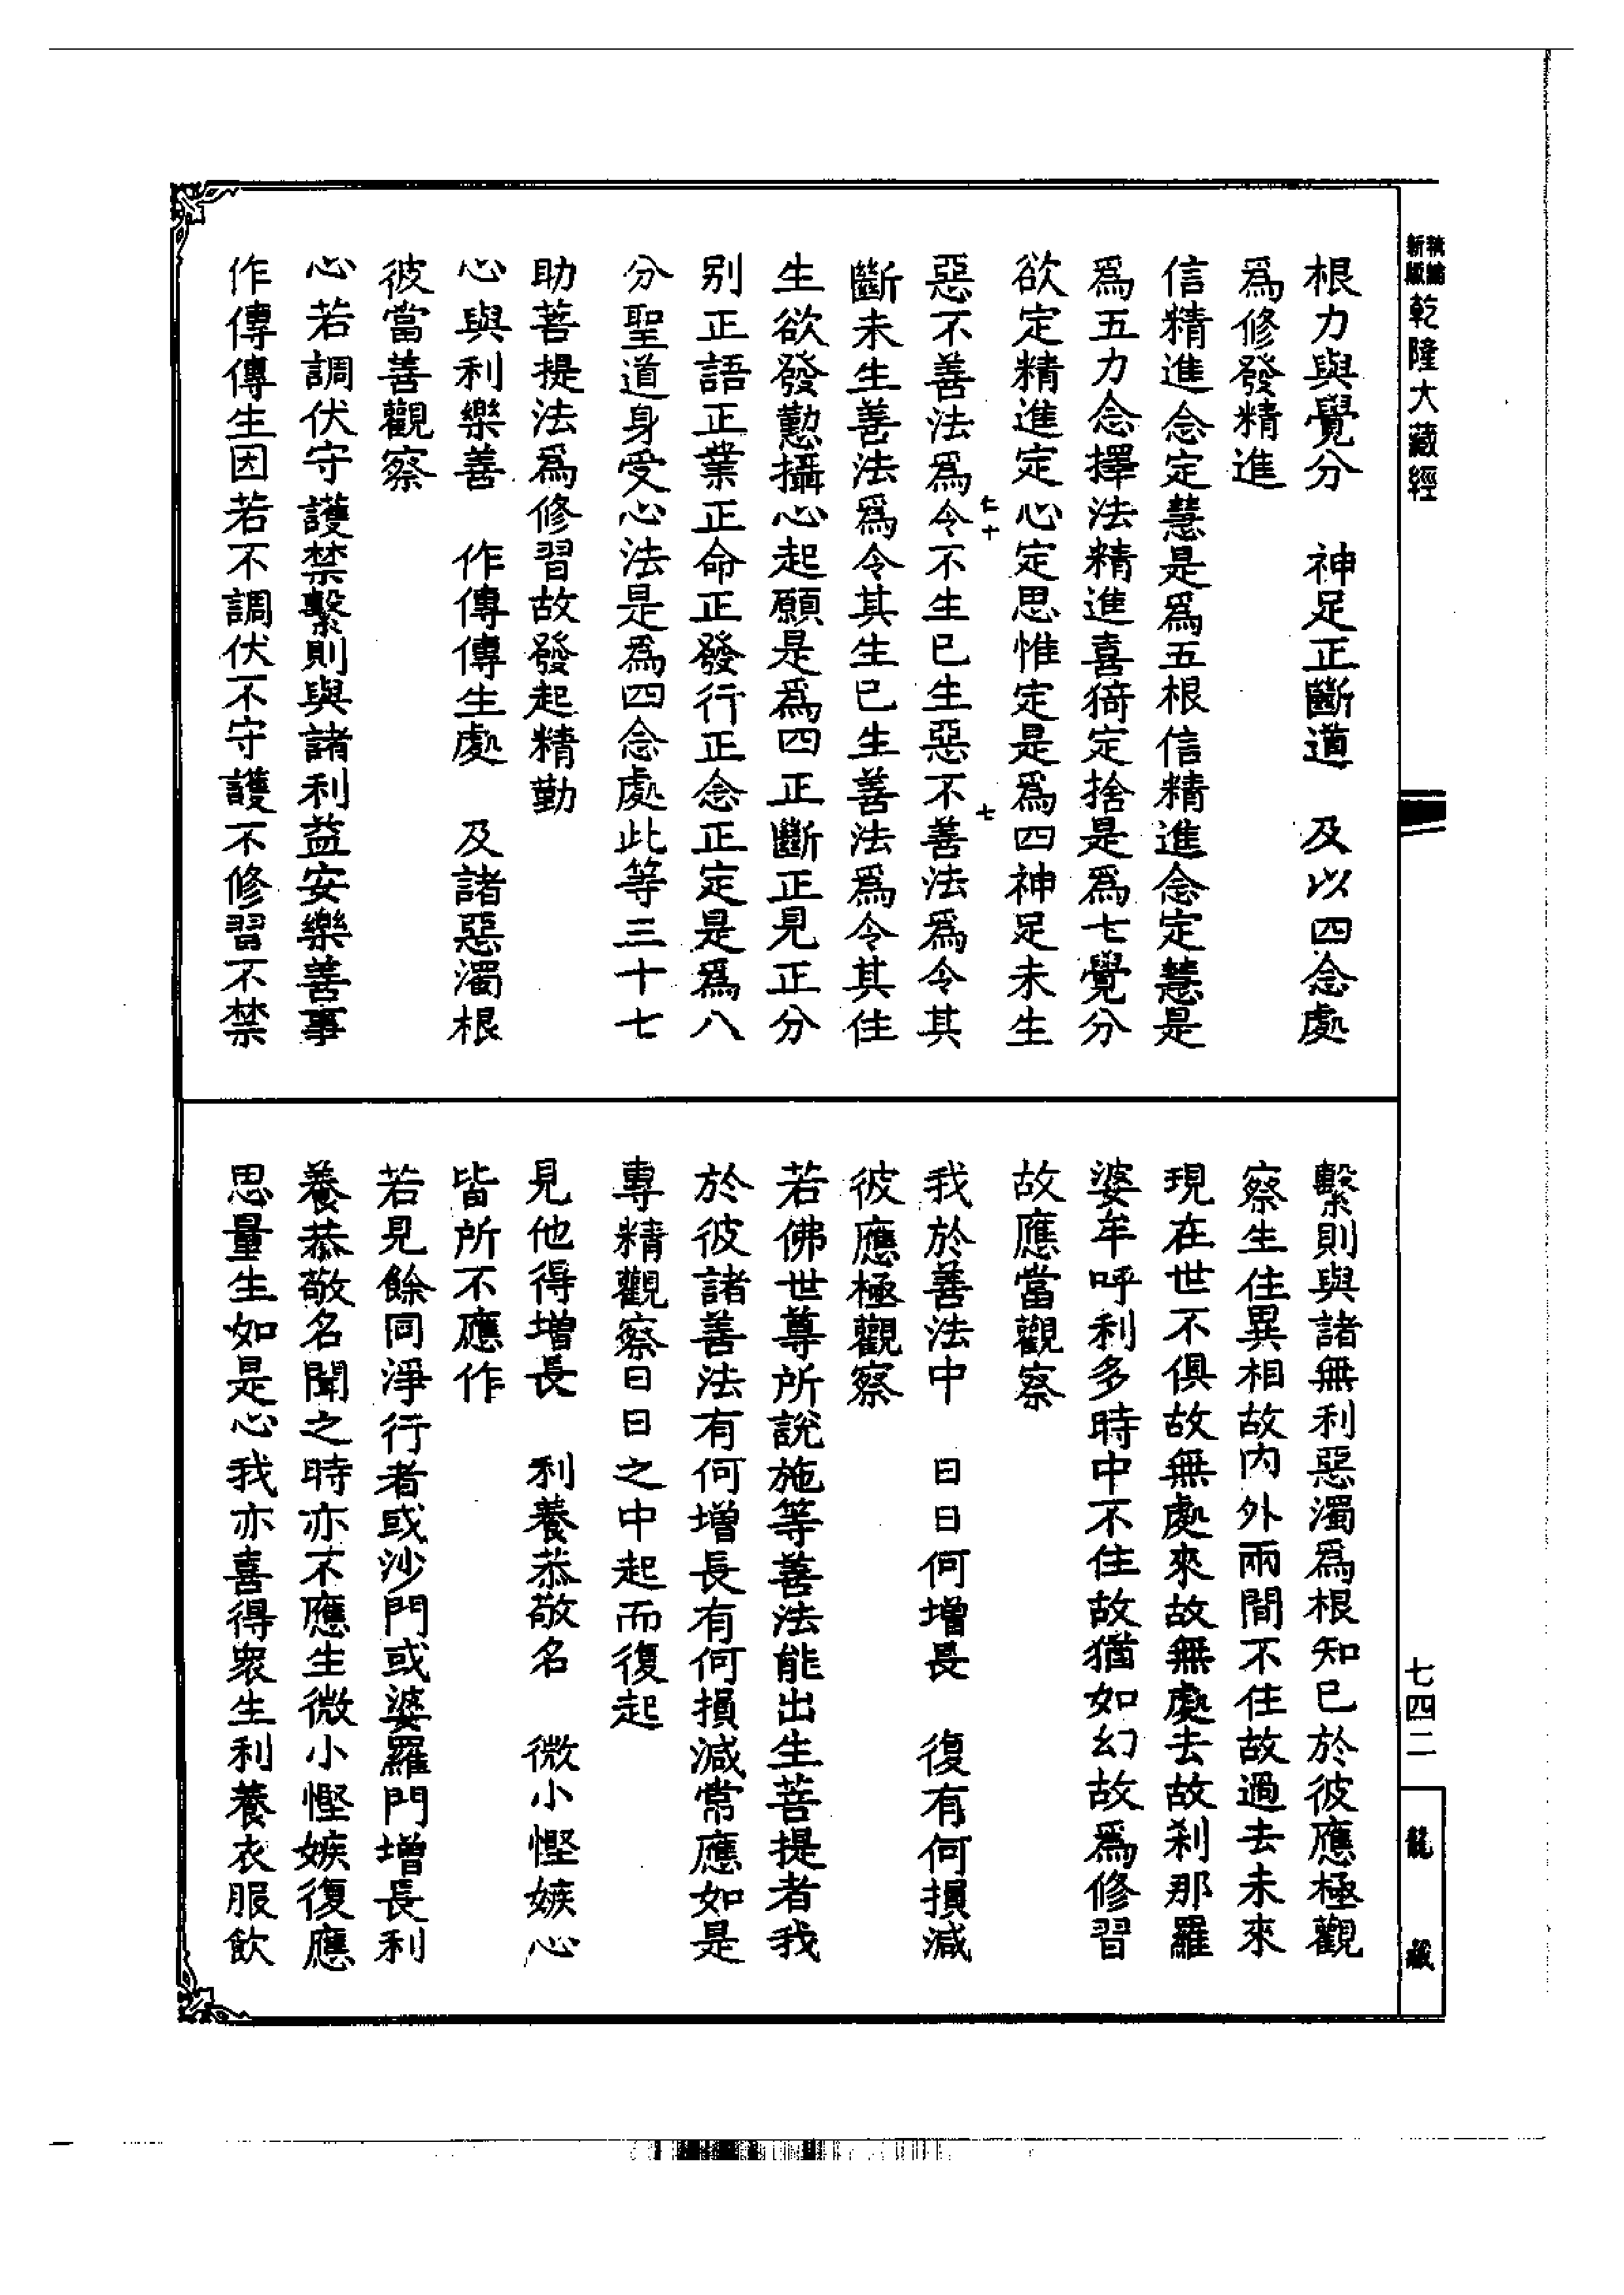 新版
乾隆大藏經
根力與覺分　神足正斷道　及以四念處
爲修發精進
信精進念定慧是爲五根信精進念定慧是
爲五力念擇法精進喜猗定捨是爲七覺分
欲定精進定心定思惟定是爲四神足未生
惡不善法爲令不生已生惡不善法爲令其
斷未生善法爲令其生已生善法爲令其住
生欲發懃攝心起願是爲四正斷正見正分
別正語正業正命正發行正念正定是爲八
分聖道身受心法是爲四念處此等三十七
助菩提法爲修習故發起精勤
心與利樂善　作傳傳生處　及諸惡濁根
彼當善觀察
心若調伏守護禁繫則與諸利益安樂善事
作傳傳生因若不調伏不守護不修習不禁
繫則與諸無利惡濁爲根知已於彼應極觀
察生住異相故內外兩間不住故過去未來
現在世不俱故無處來故無處去故刹那羅
婆牟呼利多時中不住故猶如幻故爲修習
故應當觀察
我於善法中　日日何增長　復有何損減
彼應極觀察
若佛世尊所說施等善法能出生菩提者我
於彼諸善法有何增長有何損減常應如是
專精觀察日日之中起而復起
見他得增長　利養恭敬名　微小慳嫉心
皆所不應作
若見餘同淨行者或沙門或婆羅門增長利
養恭敬名聞之時亦不應生微小慳嫉復應
思量生如是心我亦喜得衆生利養衣服飲
七四二
龍藏